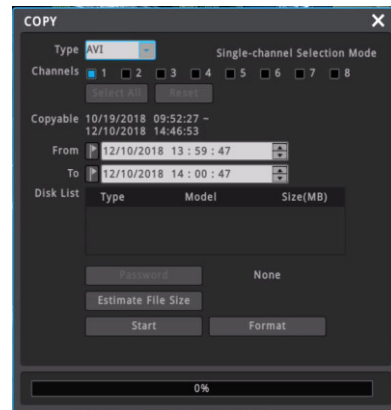 COPY
Type AVI Single-channel Selection Mode
Channels 1 2 3 4 5 6 7 8
Select All Reset
Copyable 10/19/2018 09:52:27 ~
12/10/2018 14:46:53
From 12/10/2018 13 : 59 : 47
To 12/10/2018 14 : 00 : 47
Disk List Type Model Size(MB)
Password None
Estimate File Size
Start Format
0%